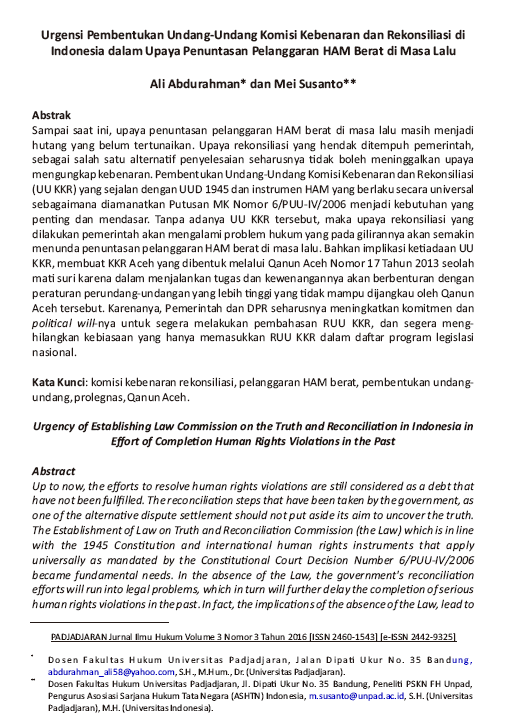 Urgensi Pembentukan Undang-Undang Komisi Kebenaran dan Rekonsiliasi di
Indonesia dalam Upaya Penuntasan Pelanggaran HAM Berat di Masa Lalu
Ali Abdurahman* dan Mei Susanto**
Abstrak
Sampai saat ini, upaya penuntasan pelanggaran HAM berat di masa lalu masih menjadi
hutang yang belum tertunaikan. Upaya rekonsiliasi yang hendak ditempuh pemerintah,
sebagai salah satu alternatif penyelesaian seharusnya tidak boleh meninggalkan upaya
mengungkap kebenaran. Pembentukan Undang-Undang Komisi Kebenaran dan Rekonsiliasi
(UU KKR) yang sejalan dengan UUD 1945 dan instrumen HAM yang berlaku secara universal
sebagaimana diamanatkan Putusan MK Nomor 6/PUU-IV/2006 menjadi kebutuhan yang
penting dan mendasar. Tanpa adanya UU KKR tersebut, maka upaya rekonsiliasi yang
dilakukan pemerintah akan mengalami problem hukum yang pada gilirannya akan semakin
menunda penuntasan pelanggaran HAM berat di masa lalu. Bahkan implikasi ketiadaan UU
KKR, membuat KKR Aceh yang dibentuk melalui Qanun Aceh Nomor 17 Tahun 2013 seolah
mati suri karena dalam menjalankan tugas dan kewenangannya akan berbenturan dengan
peraturan perundang-undangan yang lebih tinggi yang tidak mampu dijangkau oleh Qanun
Aceh tersebut. Karenanya, Pemerintah dan DPR seharusnya meningkatkan komitmen dan
political will-nya untuk segera melakukan pembahasan RUU KKR, dan segera meng-
hilangkan kebiasaan yang hanya memasukkan RUU KKR dalam daftar program legislasi
nasional.
Kata Kunci: komisi kebenaran rekonsiliasi, pelanggaran HAM berat, pembentukan undang-
undang, prolegnas, Qanun Aceh.
Urgency of Establishing Law Commission on the Truth and Reconciliation in Indonesia in
Effort of Completion Human Rights Violations in the Past
Abstract
Up to now, the efforts to resolve human rights violations are still considered as a debt that
have not been fullfilled. The reconciliation steps that have been taken by the government, as
one of the alternative dispute settlement should not put aside its aim to uncover the truth.
The Establishment of Law on Truth and Reconciliation Commission (the Law) which is in line
with the 1945 Constitution and international human rights instruments that apply
universally as mandated by the Constitutional Court Decision Number 6/PUU-IV/2006
became fundamental needs. In the absence of the Law, the government's reconciliation
efforts will run into legal problems, which in turn will further delay the completion of serious
human rights violations in the past. In fact, the implications of the absence of the Law, lead to
PADJADJARAN Jurnal Ilmu Hukum Volume 3 Nomor 3 Tahun 2016 [ISSN 2460-1543] [e-ISSN 2442-9325]
* Dosen Fakultas Hukum Universitas Padjadjaran, Jalan Dipati Ukur No. 35 Bandung,
abdurahman_ali58@yahoo.com, S.H., M.Hum., Dr. (Universitas Padjadjaran).
** Dosen Fakultas Hukum Universitas Padjadjaran, Jl. Dipati Ukur No. 35 Bandung, Peneliti PSKN FH Unpad,
Pengurus Asosiasi Sarjana Hukum Tata Negara (ASHTN) Indonesia, m.susanto@unpad.ac.id, S.H. (Universitas
Padjadjaran), M.H. (Universitas Indonesia).